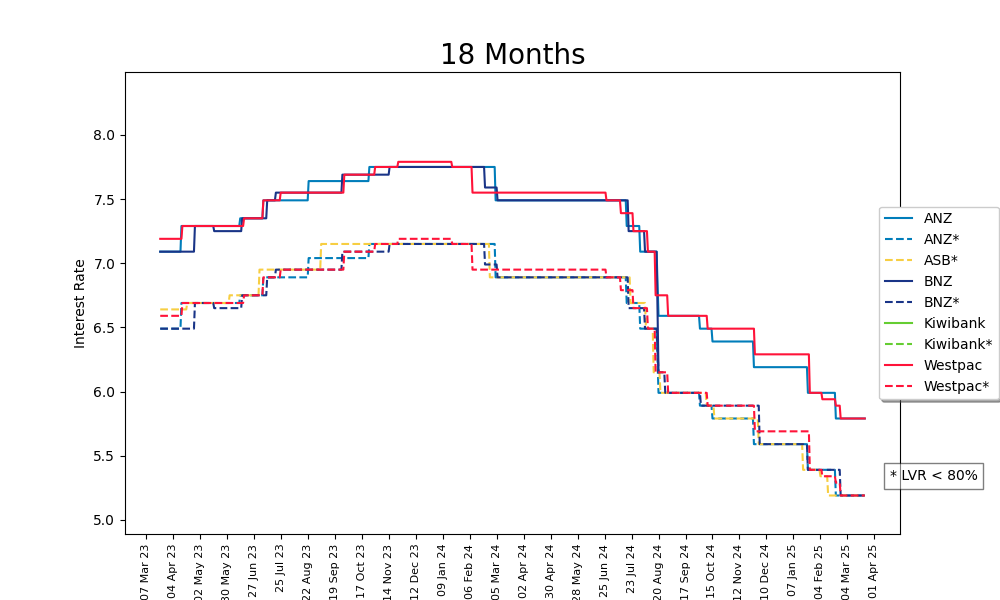 18 Months
Interest Rate
8.0
7.5
7.0
6.5
6.0
5.5
5.0
07 Mar 23
04 Apr 23
02 May 23
30 May 23
27 Jun 23
25 Jul 23
22 Aug 23
19 Sep 23
17 Oct 23
14 Nov 23
12 Dec 23
09 Jan 24
06 Feb 24
05 Mar 24
02 Apr 24
30 Apr 24
28 May 24
25 Jun 24
23 Jul 24
20 Aug 24
17 Sep 24
15 Oct 24
12 Nov 24
10 Dec 24
07 Jan 25
04 Feb 25
04 Mar 25
01 Apr 25
ANZ
ANZ*
ASB*
BNZ
BNZ*
Kiwibank
Kiwibank*
Westpac
Westpac*
* LVR < 80%